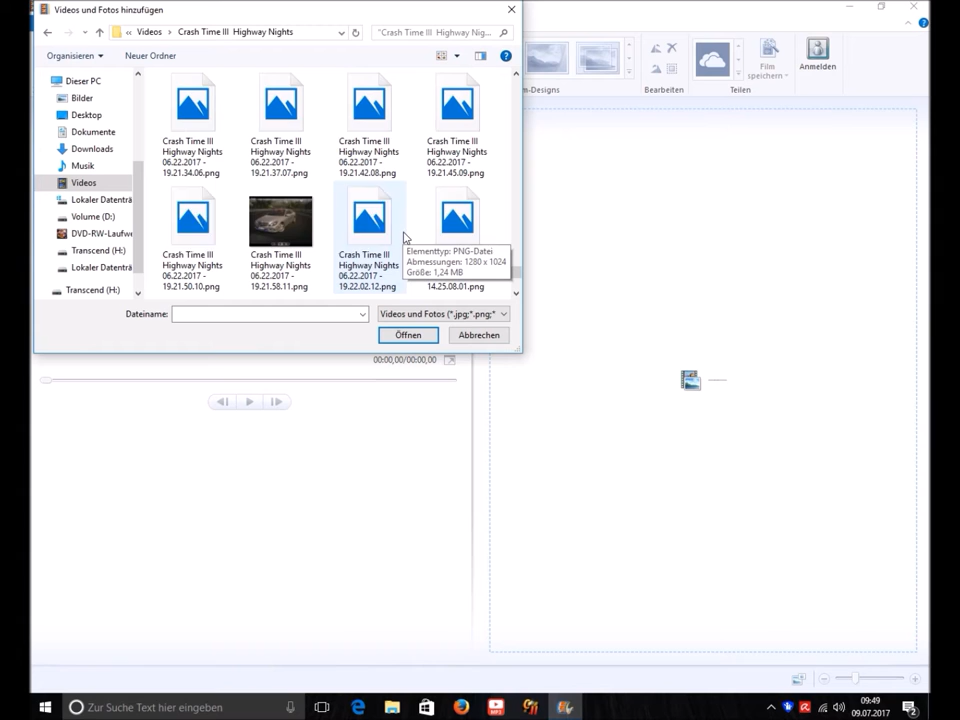 Videos und Fotos hinzufügen
Videos
Crash Time III Highway Nights
"Crash Time III Highway Nig...
Organisieren
Neuer Ordner
Film
speichern
Anmelden
m-Designs
Bearbeiten
Teilen
Dieser PC
Bilder
Desktop
Dokumente
Downloads
Musik
Videos
Lokaler Datenträ
Volume (D:)
DVD-RW-Laufwe
Transcend (H:)
Lokaler Datenträ
Transcend (H:)
Crash Time III
Highway Nights
06.22.2017 -
19.21.34.06.png
Crash Time III
Highway Nights
06.22.2017 -
19.21.37.07.png
Crash Time III
Highway Nights
06.22.2017 -
19.21.42.08.png
Crash Time III
Highway Nights
06.22.2017 -
19.21.45.09.png
Crash Time III
Highway Nights
06.22.2017 -
19.21.50.10.png
Crash Time III
Highway Nights
06.22.2017 -
19.21.58.11.png
Crash Time III
Highway Nights
06.22.2017 -
19.22.02.12.png
14.25.08.01.png
Elementtyp: PNG-Datei
Abmessungen: 1280 x 1024
Größe: 1,24 MB
Dateiname:
Videos und Fotos (*.jpg;*.png;*
Öffnen
Abbrechen
00:00,00/00:00,00
Zur Suche Text hier eingeben
MP3
09:49
09.07.2017
2